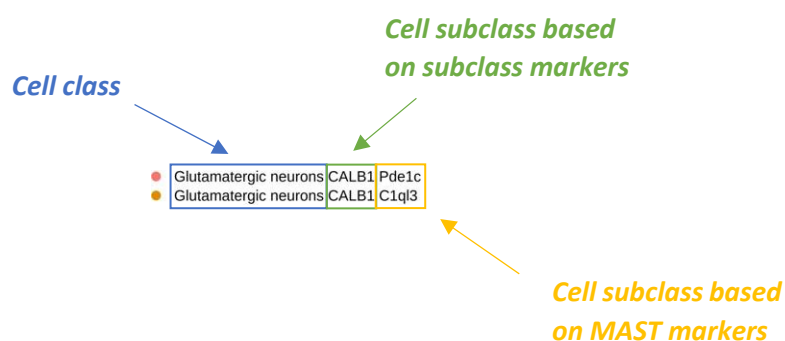 Cell subclass based
on subclass markers
Cell class
Glutamatergic neurons CALB1 Pde1c
Glutamatergic neurons CALB1 C1ql3
Cell subclass based
on MAST markers